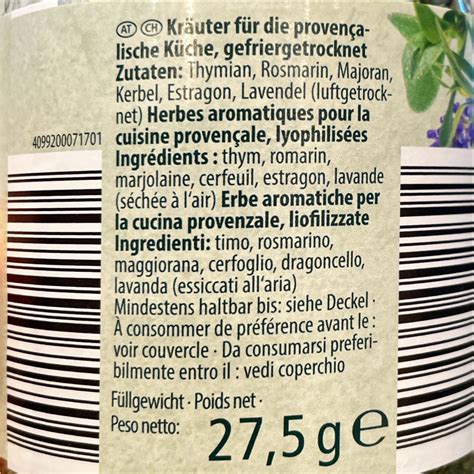 AT CH Kräuter für die provença-
lische Küche, gefriergetrocknet
Zutaten: Thymian, Rosmarin, Majoran,
Kerbel, Estragon, Lavendel (luftgetrock-
net) Herbes aromatiques pour la
cuisine provençale, lyophilisées
Ingrédients : thym, romarin,
marjolaine, cerfeuil, estragon, lavande
(séchée à l'air) Erbe aromatiche per
la cucina provenzale, liofilizzate
Ingredienti: timo, rosmarino,
maggiorana, cerfoglio, dragoncello,
lavanda (essiccati all'aria)
Mindestens haltbar bis: siehe Deckel ·
À consommer de préférence avant le :
voir couvercle · Da consumarsi preferi-
bilmente entro il : vedi coperchio
Füllgewicht · Poids net ·
Peso netto: 27,5 g e
4099200071701